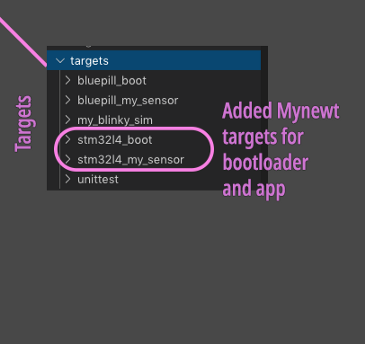 targets
bluepill_boot
bluepill_my_sensor
my_blinky_sim
stm32l4_boot
stm32l4_my_sensor
unittest
Targets
Added Mynewt
targets for
bootloader
and app